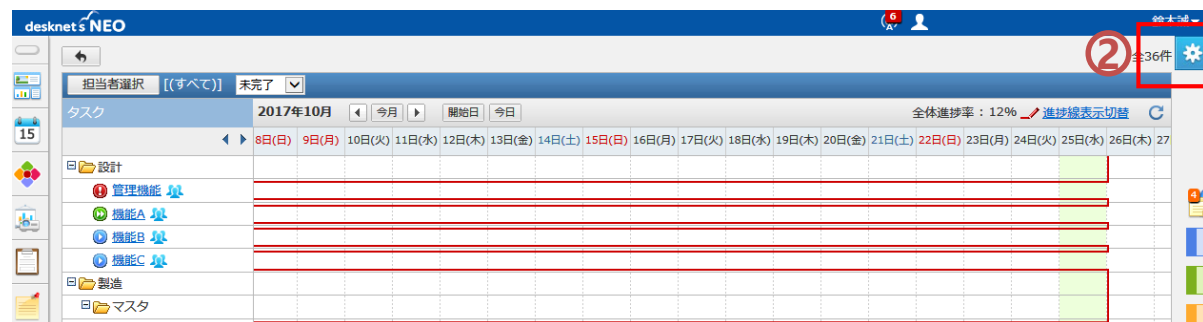 desknet's NEO
6
鈴木誠
②
全36件
担当者選択 [(すべて)] 未完了
タスク 2017年10月 今月 開始日 今日 全体進捗率：12% 進捗線表示切替
15
8日(日) 9日(月) 10日(火) 11日(水) 12日(木) 13日(金) 14日(土) 15日(日) 16日(月) 17日(火) 18日(水) 19日(木) 20日(金) 21日(土) 22日(日) 23日(月) 24日(火) 25日(水) 26日(木) 27
設計
管理機能
4
機能A
機能B
機能C
製造
マスタ